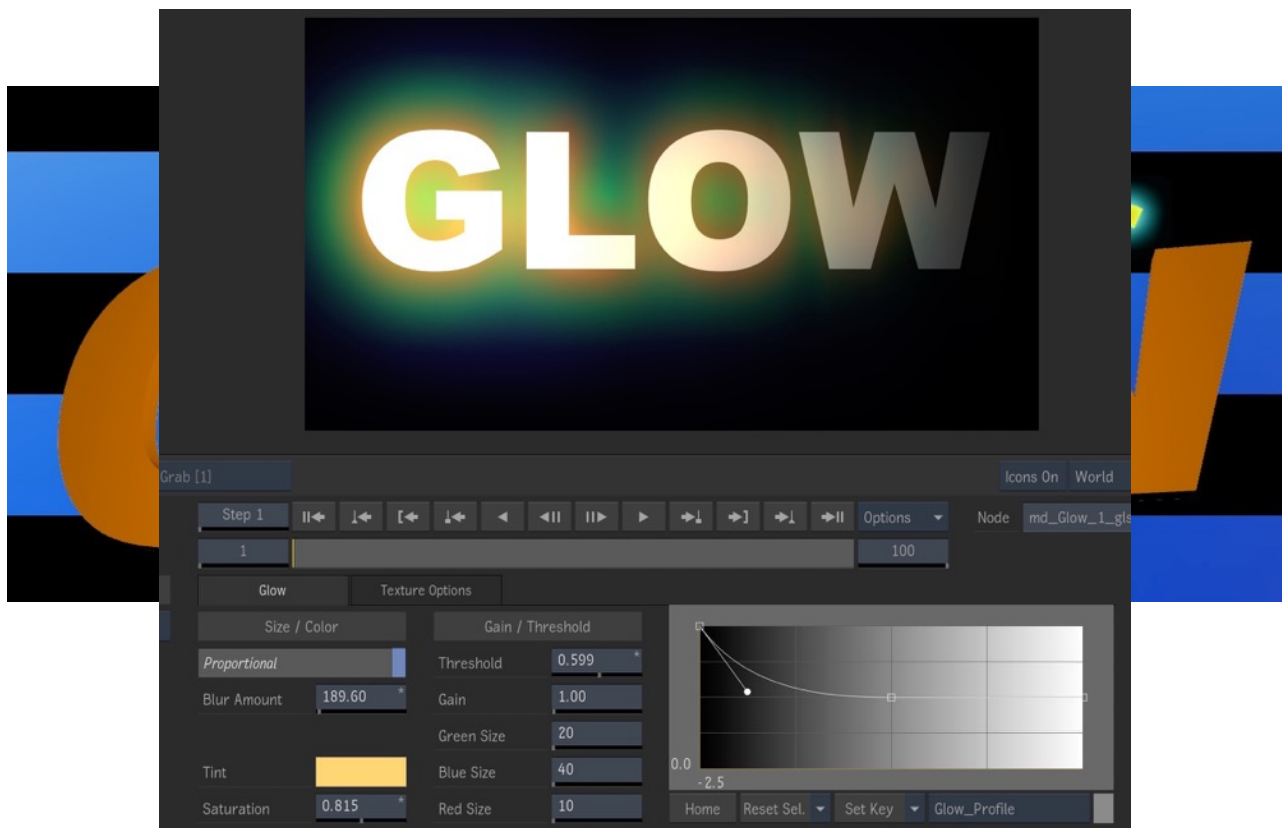 GLOW
Grab [1]
Icons On World
Step 1 Options Node md_Glow_1_gls
1 100
Glow Texture Options
Size / Color Gain / Threshold
Proportional Threshold 0.599 *
Blur Amount 189.60 * Gain 1.00
Green Size 20
Tint Blue Size 40 0.0
-2.5
Saturation 0.815 * Red Size 10 Home Reset Sel. Set Key Glow_Profile